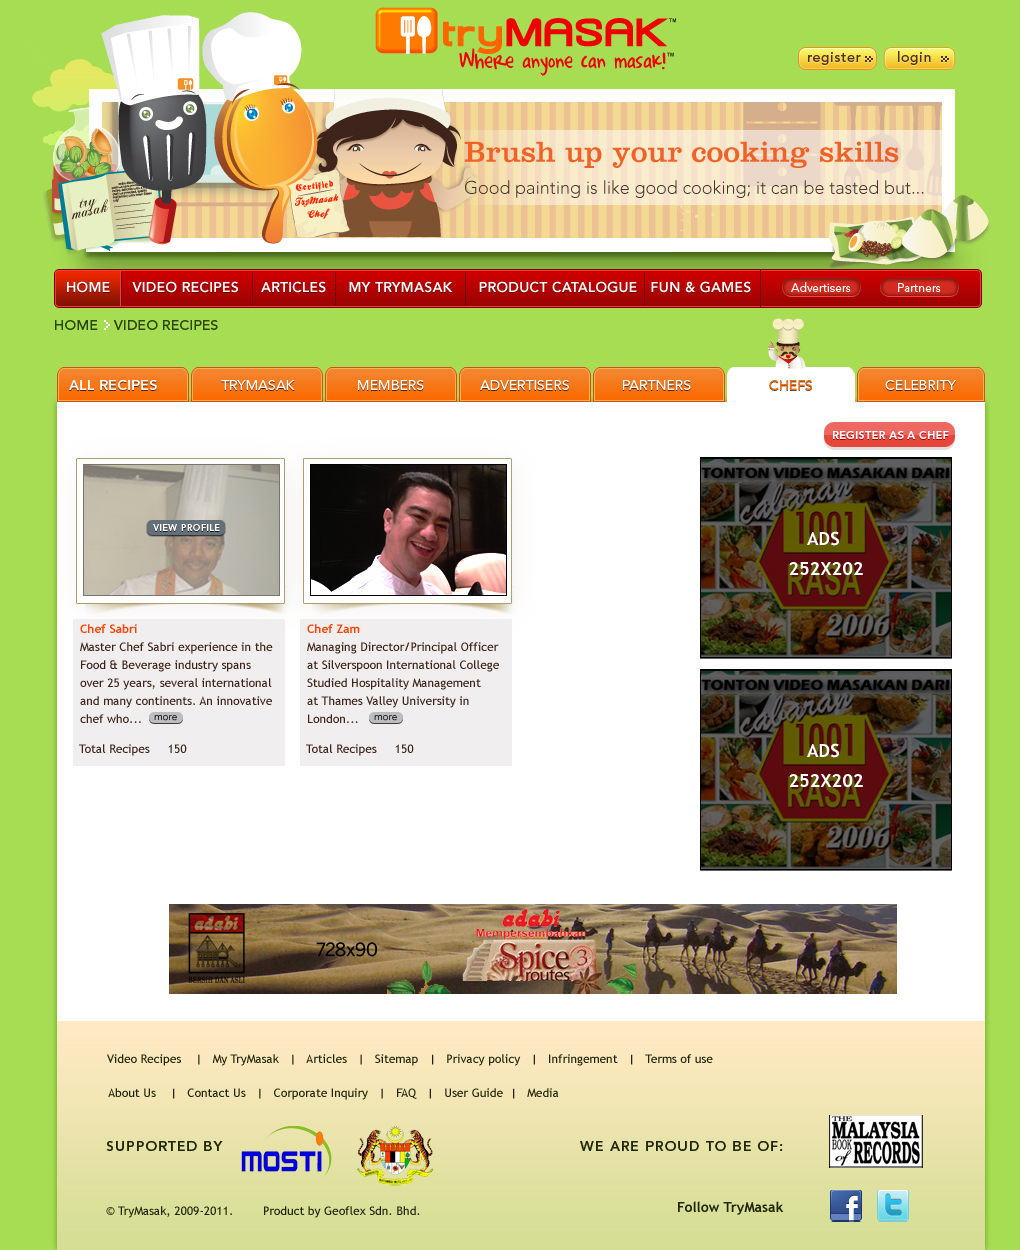 tryMASAK™
Where anyone can masak!™
register
login
Brush up your cooking skills
Good painting is like good cooking; it can be tasted but...
try
masak
Certified
TryMasak
Chef
HOME
VIDEO RECIPES
ARTICLES
MY TRYMASAK
PRODUCT CATALOGUE
FUN & GAMES
Advertisers
Partners
HOME VIDEO RECIPES
ALL RECIPES
TRYMASAK
MEMBERS
ADVERTISERS
PARTNERS
CHEFS
CELEBRITY
REGISTER AS A CHEF
VIEW PROFILE
Chef Sabri
Master Chef Sabri experience in the
Food & Beverage industry spans
over 25 years, several international
and many continents. An innovative
chef who... more
Total Recipes 150
Chef Zam
Managing Director/Principal Officer
at Silverspoon International College
Studied Hospitality Management
at Thames Valley University in
London... more
Total Recipes 150
TONTON VIDEO MASAKAN DARI
cabaran
1001
ADS
252X202
RASA
2006
TONTON VIDEO MASAKAN DARI
cabaran
1001
ADS
252X202
RASA
2006
adabi
BERSIH DAN ASLI
728x90
adabi
Mempersembahkan
Spice 3
routes
Video Recipes | My TryMasak | Articles | Sitemap | Privacy policy | Infringement | Terms of use
About Us | Contact Us | Corporate Inquiry | FAQ | User Guide | Media
SUPPORTED BY
MOSTI
WE ARE PROUD TO BE OF:
THE
MALAYSIA
BOOK of RECORDS
Follow TryMasak
f
t
© TryMasak, 2009-2011. Product by Geoflex Sdn. Bhd.